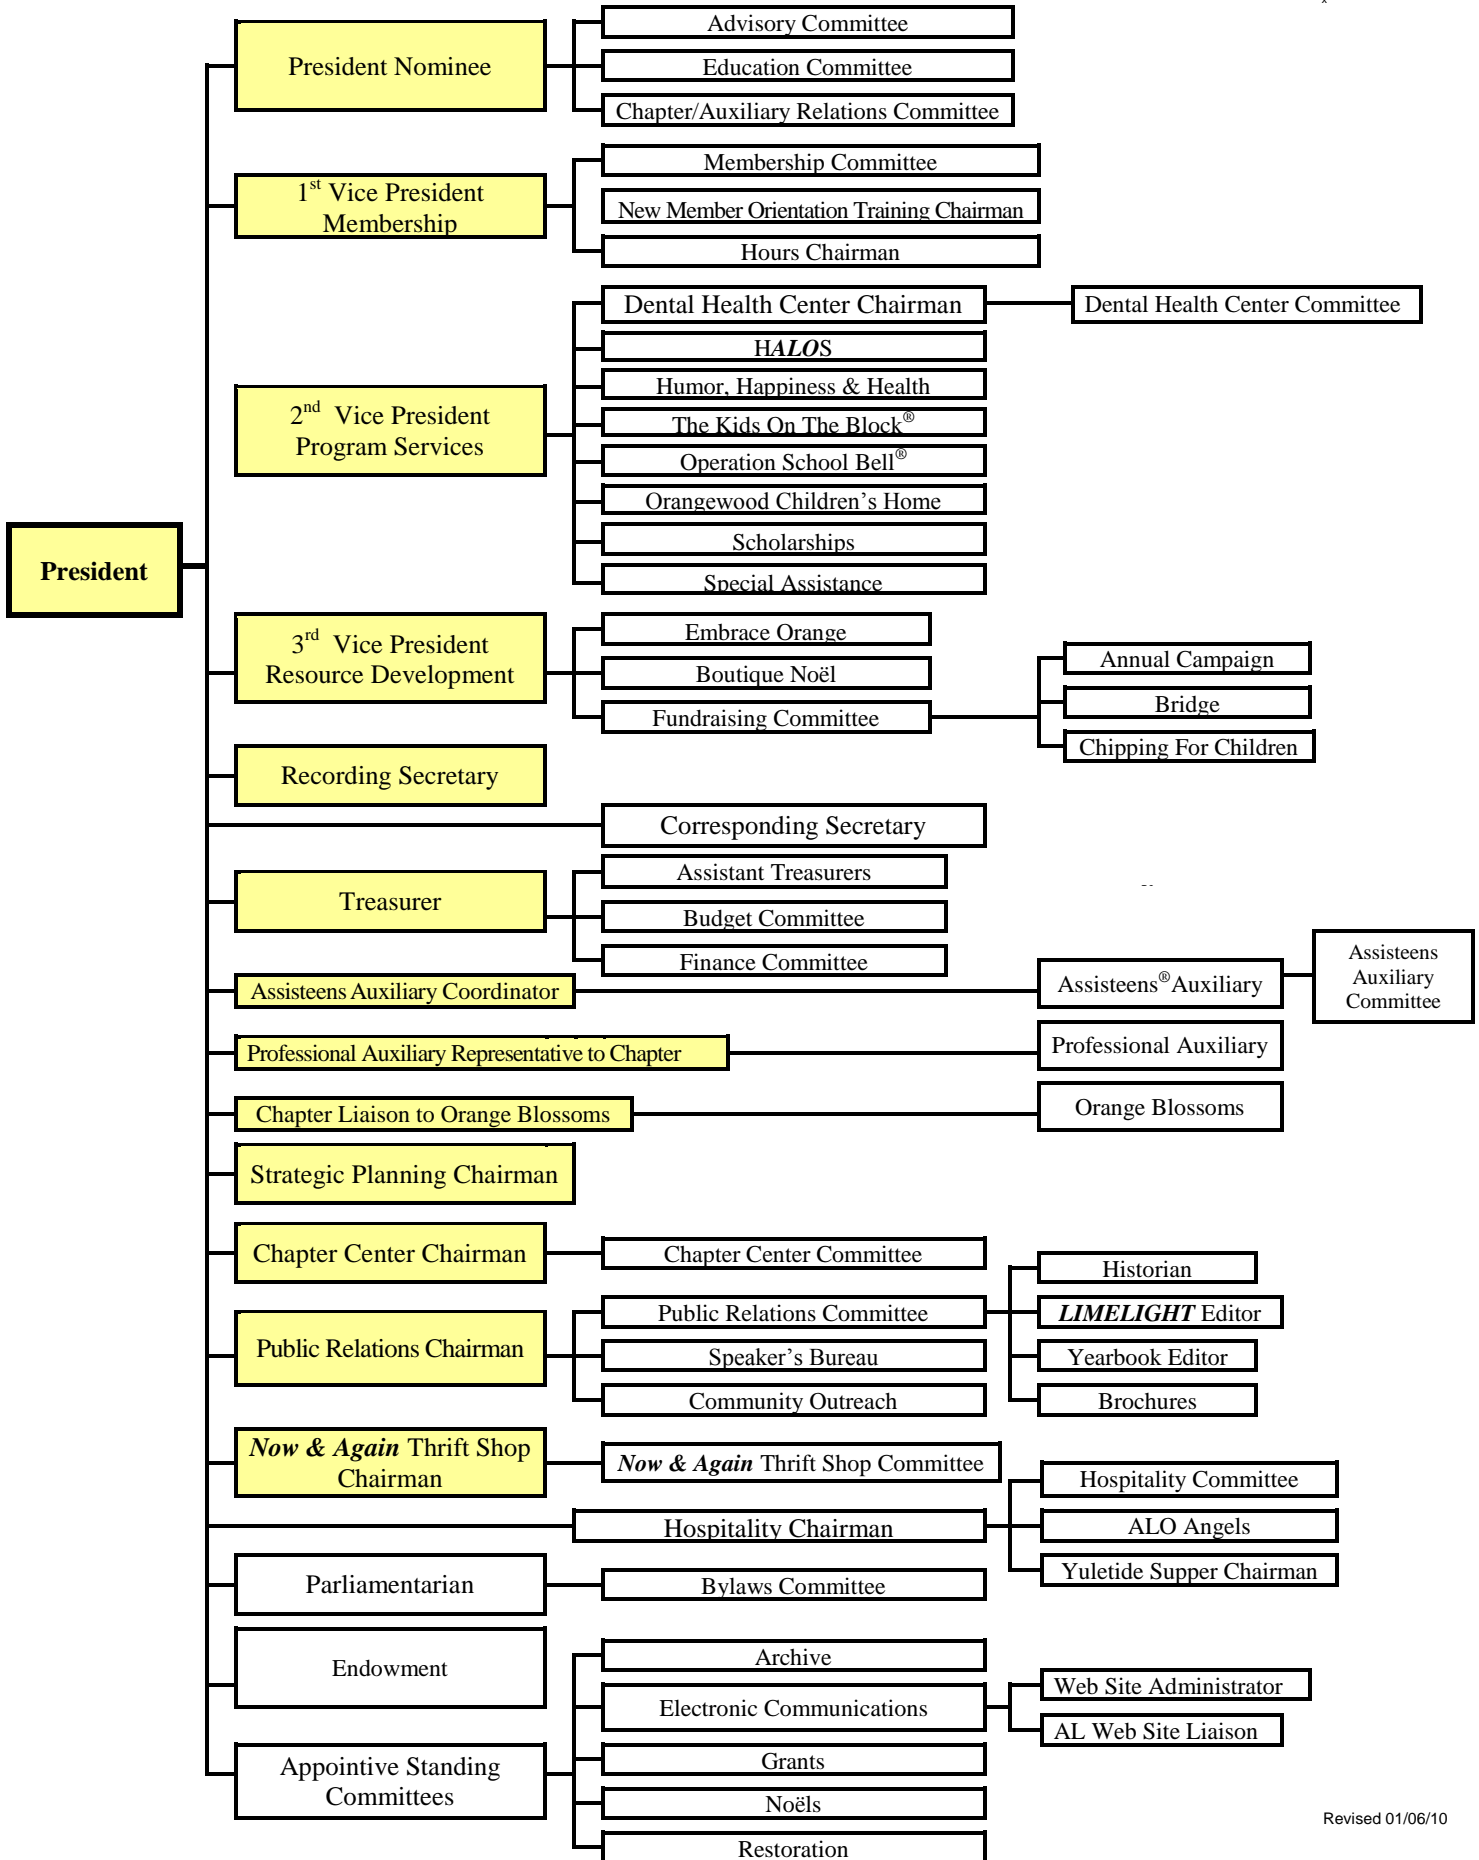 Advisory Committee
President Nominee
Education Committee
Chapter/Auxiliary Relations Committee
Membership Committee
1st Vice President
Membership
New Member Orientation Training Chairman
Hours Chairman
Dental Health Center Chairman
Dental Health Center Committee
HALOS
Humor, Happiness & Health
2nd Vice President
Program Services
The Kids On The Block®
Operation School Bell®
Orangewood Children's Home
Scholarships
Special Assistance
President
3rd Vice President
Resource Development
Embrace Orange
Boutique Noël
Fundraising Committee
Annual Campaign
Bridge
Chipping For Children
Recording Secretary
Corresponding Secretary
Treasurer
Assistant Treasurers
Budget Committee
Finance Committee
Assisteens Auxiliary Coordinator
Assisteens® Auxiliary
Assisteens
Auxiliary
Committee
Professional Auxiliary Representative to Chapter
Professional Auxiliary
Chapter Liaison to Orange Blossoms
Orange Blossoms
Strategic Planning Chairman
Chapter Center Chairman
Chapter Center Committee
Public Relations Chairman
Public Relations Committee
Speaker's Bureau
Community Outreach
Historian
LIMELIGHT Editor
Yearbook Editor
Brochures
Now & Again Thrift Shop
Chairman
Now & Again Thrift Shop Committee
Hospitality Chairman
Hospitality Committee
ALO Angels
Yuletide Supper Chairman
Parliamentarian
Bylaws Committee
Endowment
Appointive Standing
Committees
Archive
Electronic Communications
Web Site Administrator
AL Web Site Liaison
Grants
Noëls
Restoration
Revised 01/06/10